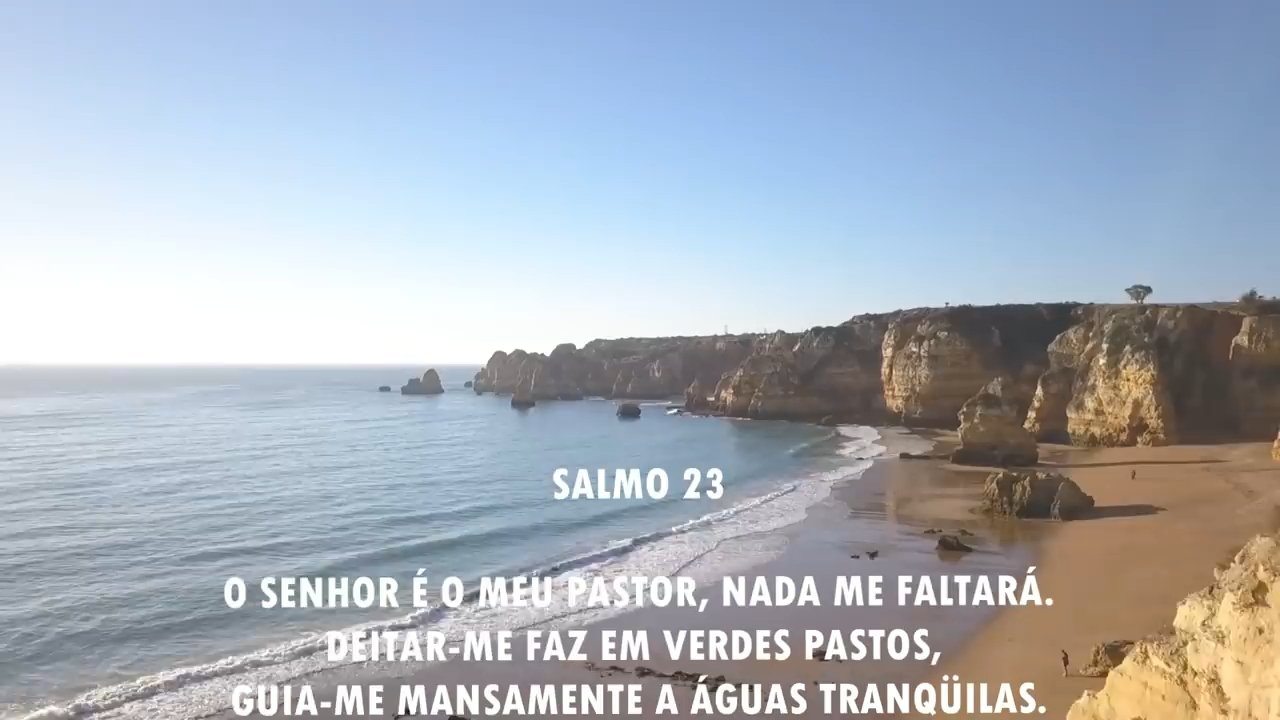 SALMO 23
O SENHOR É O MEU PASTOR, NADA ME FALTARÁ.
DEITAR-ME FAZ EM VERDES PASTOS,
GUIA-ME MANSAMENTE A ÁGUAS TRANQÜILAS.